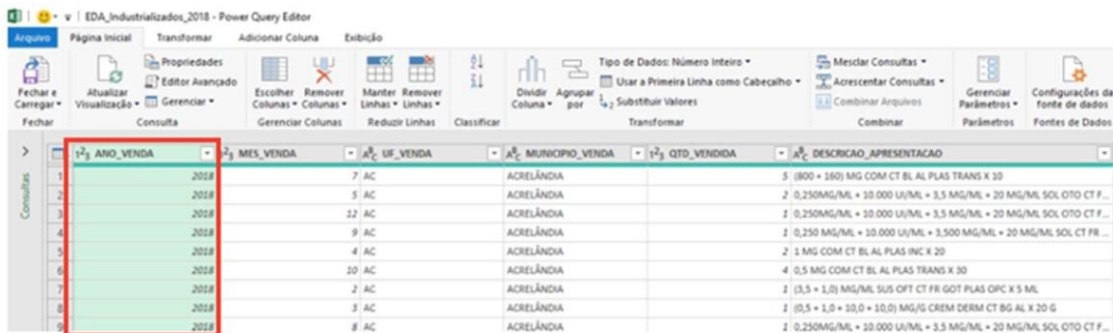 EDA_Industrializados_2018 - Power Query Editor
Arquivo Página Inicial Transformar Adicionar Coluna Exibição
Fechar e Carregar
Atualizar Visualização
Propriedades
Editor Avançado
Gerenciar
Escolher Colunas
Remover Colunas
Manter Linhas
Remover Linhas
Dividir Coluna
Agrupar por
Tipo de Dados: Número Inteiro
Usar a Primeira Linha como Cabeçalho
Substituir Valores
Mesclar Consultas
Acrescentar Consultas
Combinar Arquivos
Gerenciar Parâmetros
Configurações da fonte de dados
Fechar Consulta Gerenciar Colunas Reduzir Linhas Classificar Transformar Combinar Parâmetros Fontes de Dados
Consultas
1²3 ANO_VENDA 1²3 MES_VENDA ABC UF_VENDA ABC MUNICIPIO_VENDA 1²3 QTD_VENDIDA ABC DESCRICAO_APRESENTACAO
1 2018 7 AC ACRELÂNDIA 5 (800 + 160) MG COM CT BL AL PLAS TRANS X 10
2 2018 5 AC ACRELÂNDIA 2 0,250MG/ML + 10.000 UI/ML + 3,5 MG/ML + 20 MG/ML SOL OTO CT F...
3 2018 12 AC ACRELÂNDIA 1 0,250MG/ML + 10.000 UI/ML + 3,5 MG/ML + 20 MG/ML SOL OTO CT F...
4 2018 9 AC ACRELÂNDIA 1 0,250 MG/ML + 10.000 UI/ML + 3,500 MG/ML + 20 MG/ML SOL CT FR ...
5 2018 4 AC ACRELÂNDIA 2 1 MG COM CT BL AL PLAS INC X 20
6 2018 10 AC ACRELÂNDIA 4 0,5 MG COM CT BL AL PLAS TRANS X 30
7 2018 2 AC ACRELÂNDIA 1 (3,5 + 1,0) MG/ML SUS OFT CT FR GOT PLAS OPC X 5 ML
8 2018 3 AC ACRELÂNDIA 1 (0,5 + 1,0 + 10,0 + 10,0) MG/G CREM DERM CT BG AL X 20 G
9 2018 8 AC ACRELÂNDIA 1 0,250MG/ML + 10.000 UI/ML + 3,5 MG/ML + 20 MG/ML SOL OTO CT F...